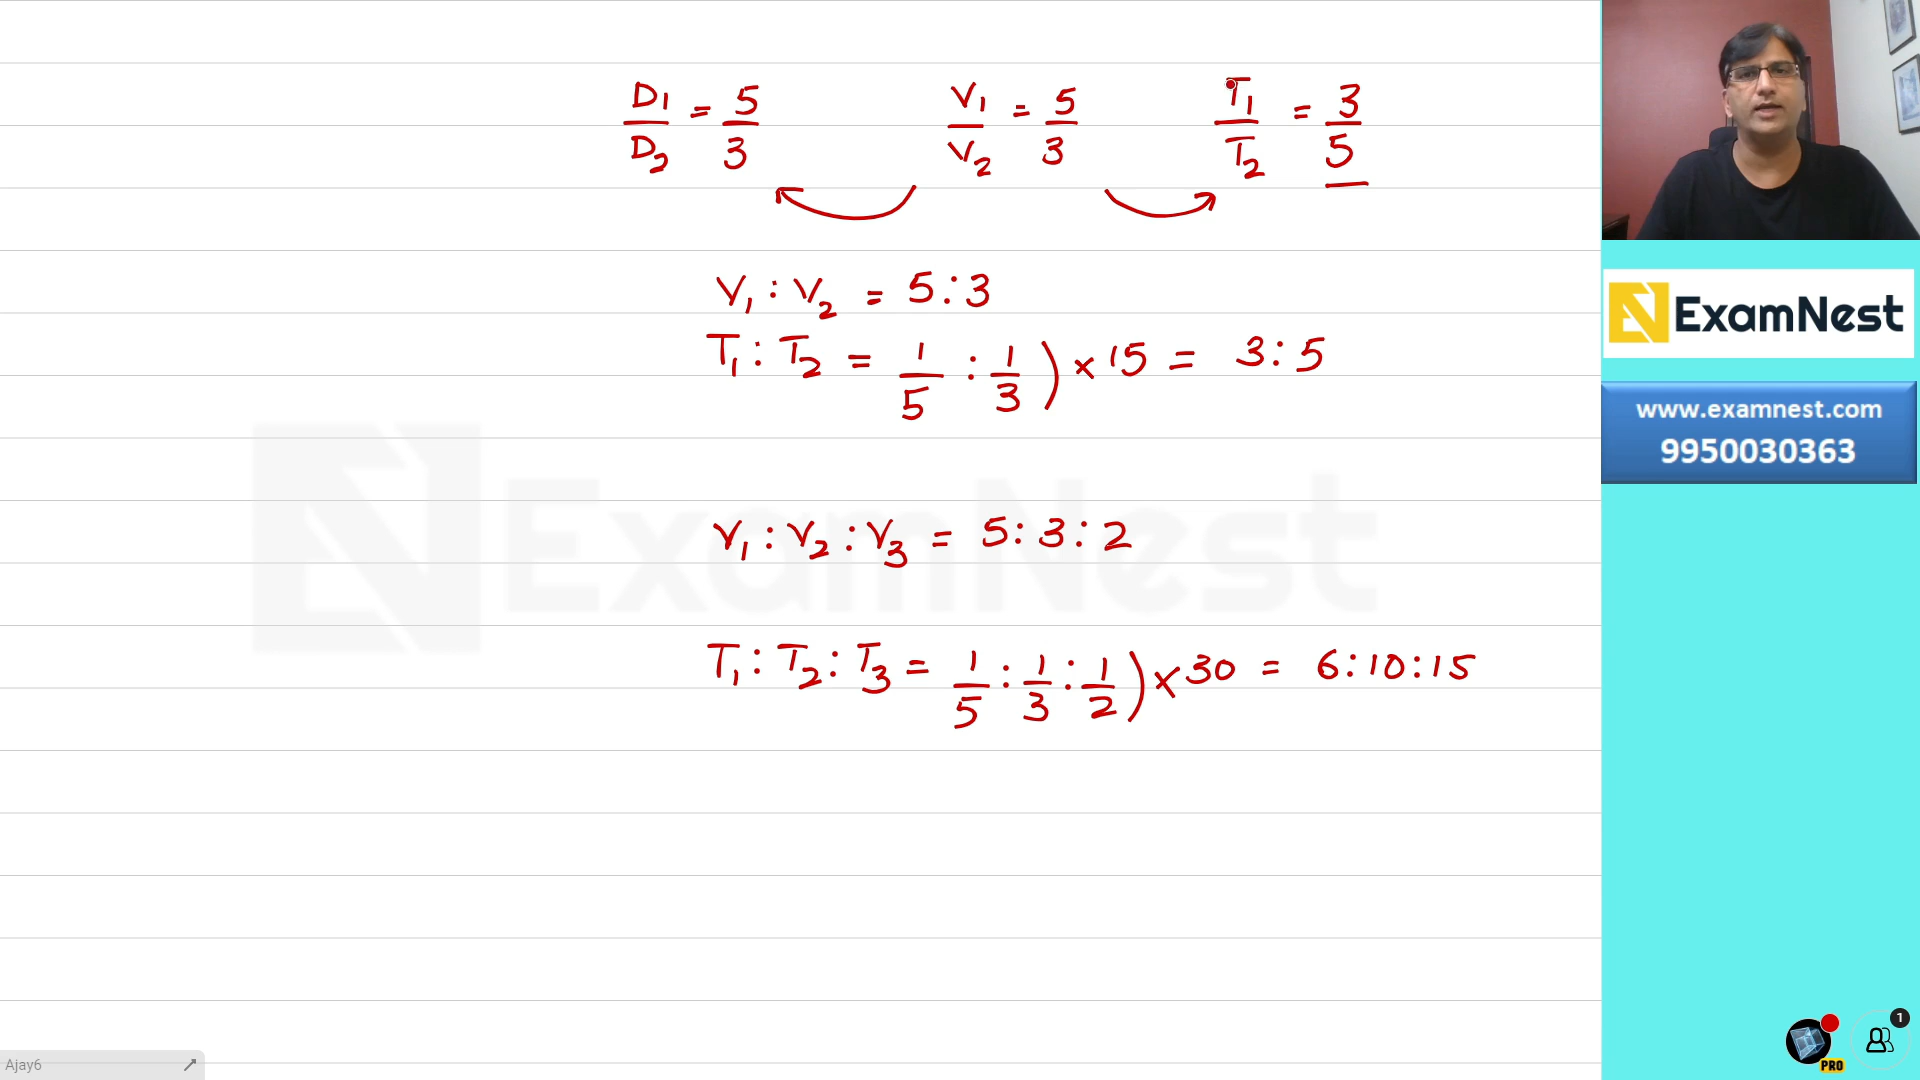 D₁/D₂ = 5/3 V₁/V₂ = 5/3 T₁/T₂ = 3/5
V₁ : V₂ = 5 : 3
T₁ : T₂ = 1/5 : 1/3 ) × 15 = 3 : 5
V₁ : V₂ : V₃ = 5 : 3 : 2
T₁ : T₂ : T₃ = 1/5 : 1/3 : 1/2 ) × 30 = 6 : 10 : 15
ExamNest
ExamNest
www.examnest.com
9950030363
Ajay6
PRO
1